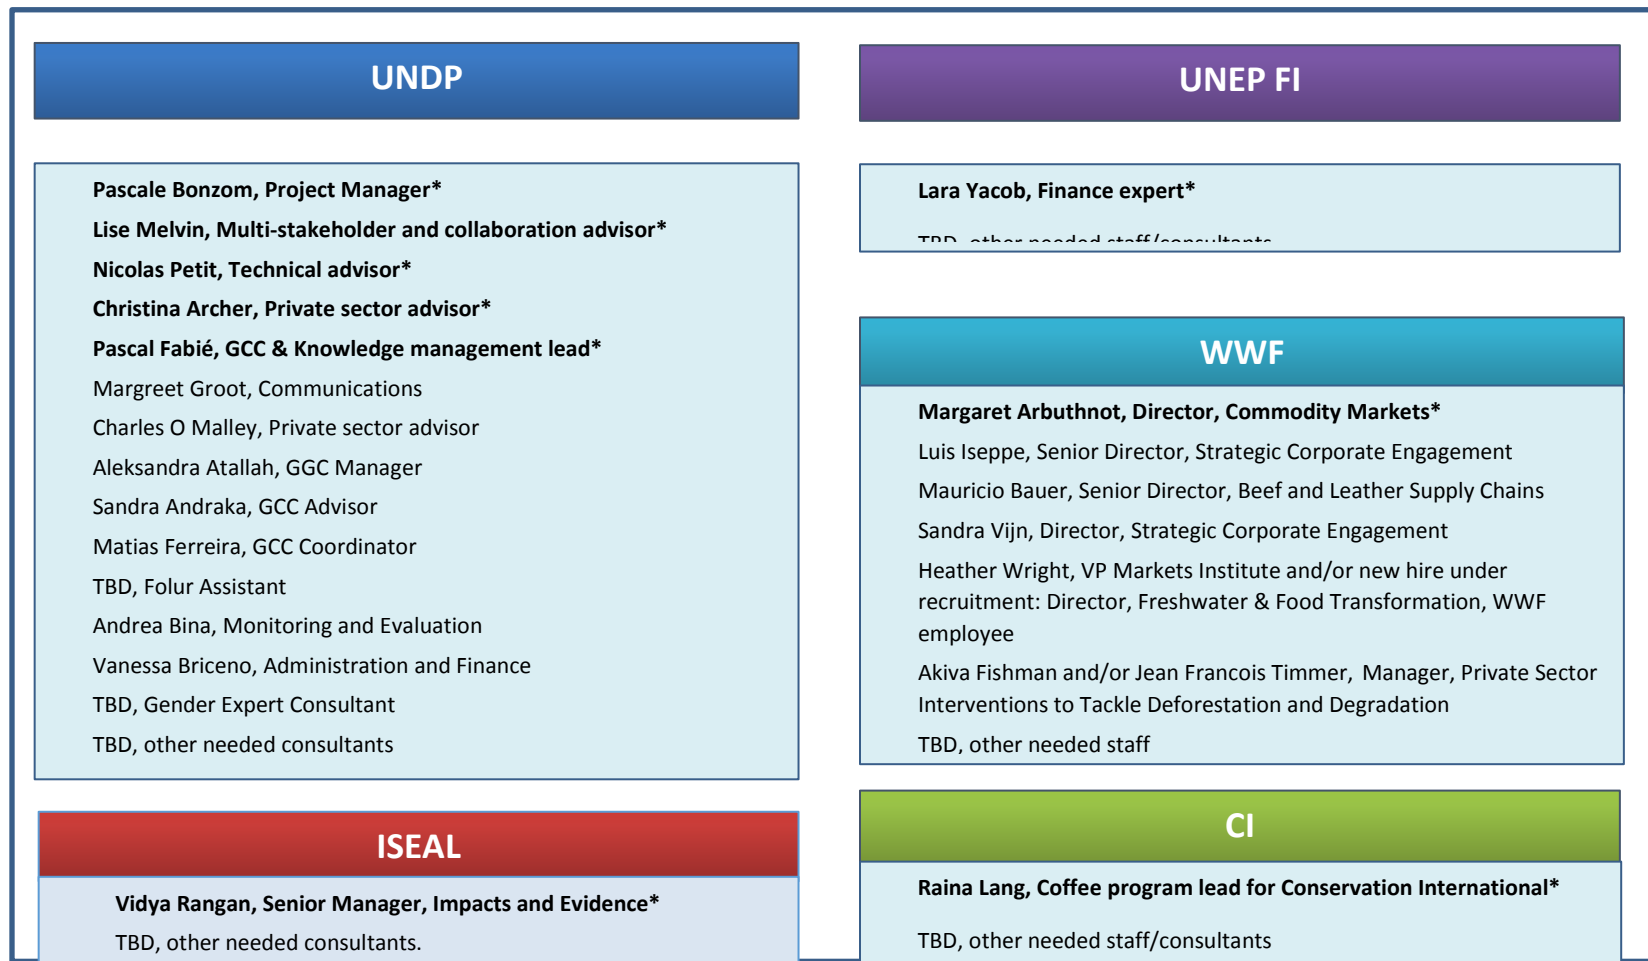 UNDP
Pascale Bonzom, Project Manager*
Lise Melvin, Multi-stakeholder and collaboration advisor*
Nicolas Petit, Technical advisor*
Christina Archer, Private sector advisor*
Pascal Fabié, GCC & Knowledge management lead*
Margreet Groot, Communications
Charles O Malley, Private sector advisor
Aleksandra Atallah, GGC Manager
Sandra Andraka, GCC Advisor
Matias Ferreira, GCC Coordinator
TBD, Folur Assistant
Andrea Bina, Monitoring and Evaluation
Vanessa Briceno, Administration and Finance
TBD, Gender Expert Consultant
TBD, other needed consultants
ISEAL
Vidya Rangan, Senior Manager, Impacts and Evidence*
TBD, other needed consultants.
UNEP FI
Lara Yacob, Finance expert*
TBD, other needed staff/consultants
WWF
Margaret Arbuthnot, Director, Commodity Markets*
Luis Iseppe, Senior Director, Strategic Corporate Engagement
Mauricio Bauer, Senior Director, Beef and Leather Supply Chains
Sandra Vijn, Director, Strategic Corporate Engagement
Heather Wright, VP Markets Institute and/or new hire under
recruitment: Director, Freshwater & Food Transformation, WWF
employee
Akiva Fishman and/or Jean Francois Timmer, Manager, Private Sector
Interventions to Tackle Deforestation and Degradation
TBD, other needed staff
CI
Raina Lang, Coffee program lead for Conservation International*
TBD, other needed staff/consultants